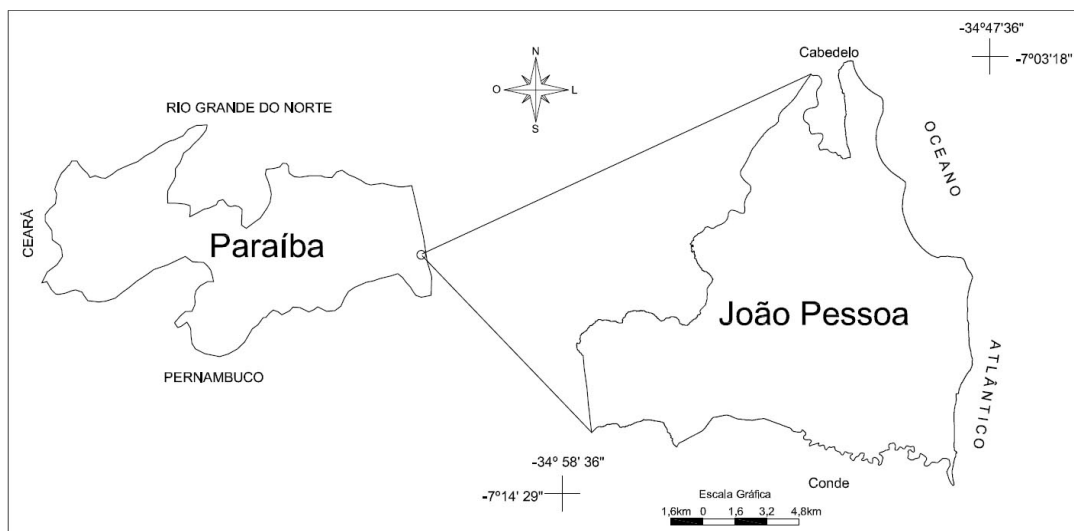 -34º47'36"
-7º03'18"
Cabedelo
N
O
L
S
RIO GRANDE DO NORTE
OCEANO
CEARÁ
Paraíba
João Pessoa
ATLÂNTICO
PERNAMBUCO
-34º 58' 36"
-7º14' 29"
Conde
Escala Gráfica
1,6km 0 1,6 3,2 4,8km